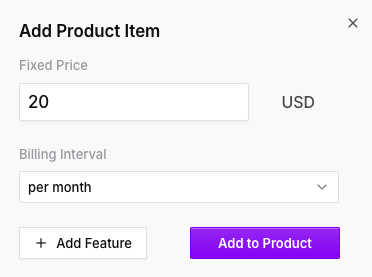 Add Product Item
Fixed Price
20 USD
Billing Interval
per month
+ Add Feature Add to Product